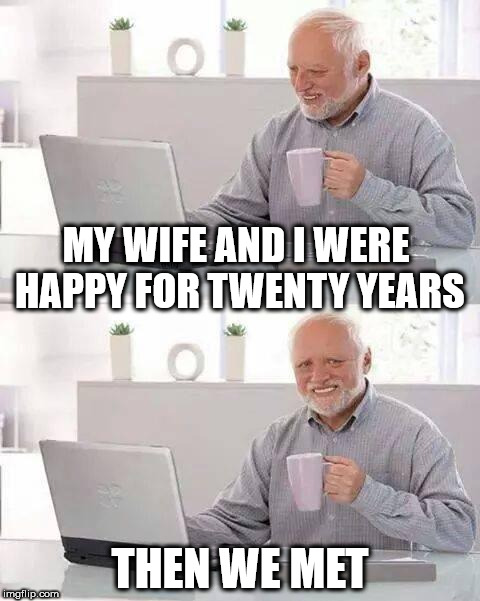 MY WIFE AND I WERE
HAPPY FOR TWENTY YEARS
THEN WE MET
imgflip.com